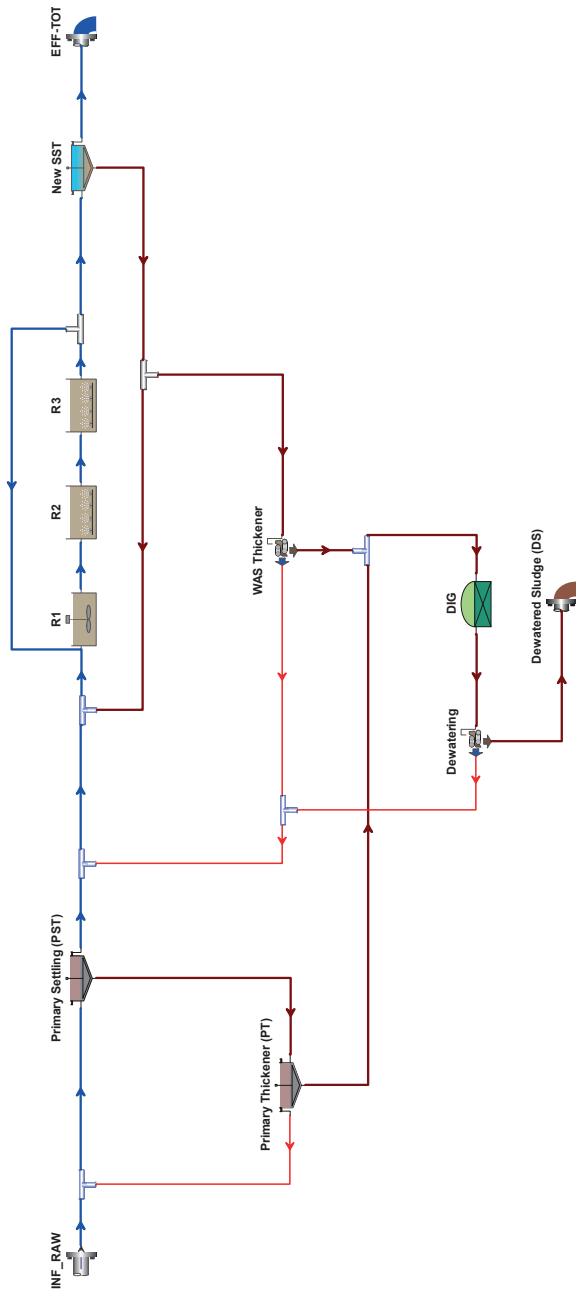 INF_RAW
Primary Settling (PST)
R1
R2
R3
New SST
EFF-TOT
Primary Thickener (PT)
WAS Thickener
Dewatering
DIG
Dewatered Sludge (DS)